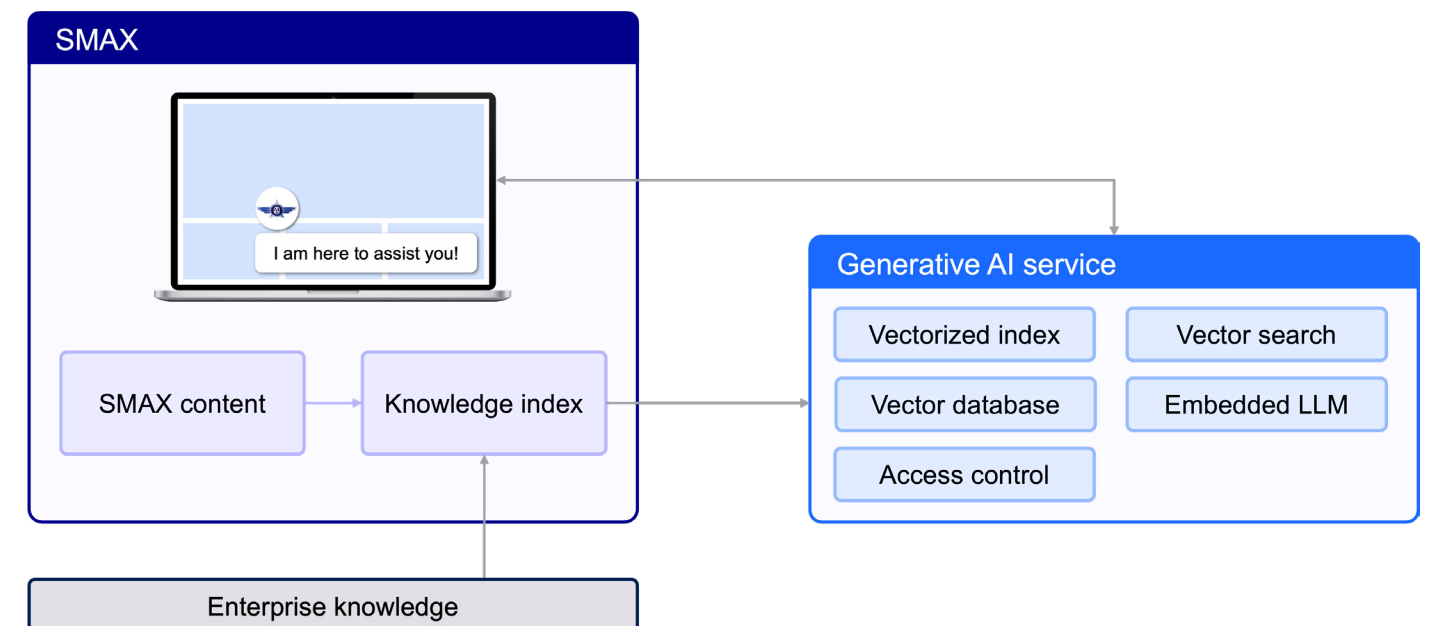 SMAX
I am here to assist you!
SMAX content
Knowledge index
Enterprise knowledge
Generative AI service
Vectorized index
Vector search
Vector database
Embedded LLM
Access control